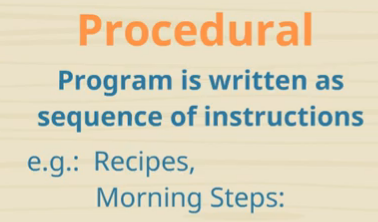 Procedural
Program is written as
sequence of instructions
e.g.: Recipes,
Morning Steps: